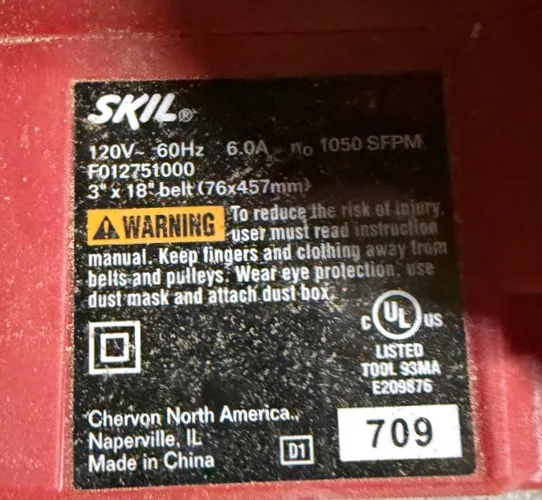 SKIL®
120V~ 60Hz 6.0A n₀ 1050 SFPM
F012751000
3" x 18" belt (76x457mm)
WARNING To reduce the risk of injury,
user must read instruction
manual. Keep fingers and clothing away from
belts and pulleys. Wear eye protection, use
dust mask and attach dust box.
C UL US
LISTED
TOOL 93MA
E209876
Chervon North America.,
Naperville, IL
Made in China
D1
709